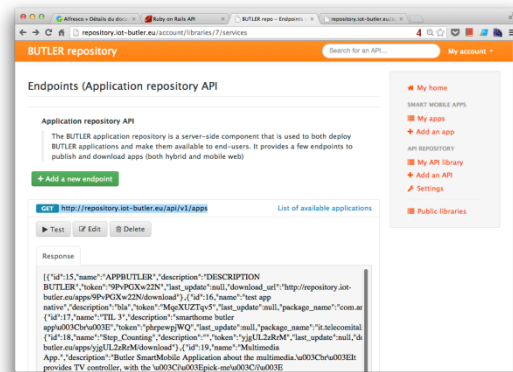 Alfresco » Détails du docu
Ruby on Rails API
BUTLER repo – Endpoints
repository.iot-butler.eu/a
repository.iot-butler.eu/account/libraries/7/services
4
BUTLER repository
Search for an API...
My account
Endpoints (Application repository API
Application repository API
The BUTLER application repository is a server-side component that is used to both deploy
BUTLER applications and make them available to end-users. It provides a few endpoints to
publish and download apps (both hybrid and mobile web)
+ Add a new endpoint
GET http://repository.iot-butler.eu/api/v1/apps
List of available applications
Test
Edit
Delete
Response
[{"id":15,"name":"APPBUTLER","description":"DESCRIPTION
BUTLER","token":"9PvPGXw22N","last_update":null,"download_url":"http://repository.iot-
butler.eu/apps/9PvPGXw22N/download"},{"id":16,"name":"test app
native","description":"bla","token":"MqeXUZTqv5","last_update":null,"package_name":"com.ar
{"id":17,"name":"TIL 3","description":"smarthome butler
app\u003Cbr\u003E","token":"phrpewpjWQ","last_update":null,"package_name":"it.telecomital
{"id":18,"name":"Step_Counting","description":"","token":"yjgUL2zRrM","last_update":null,"do
butler.eu/apps/yjgUL2zRrM/download"},{"id":19,"name":"Multimedia
App.","description":"Butler SmartMobile Application about the multimedia.\u003Cbr\u003EIt
provides TV controller, with the \u003Ci\u003Epick-me\u003C/i\u003E
My home
SMART MOBILE APPS
My apps
+ Add an app
API REPOSITORY
My API library
+ Add an API
Settings
Public libraries